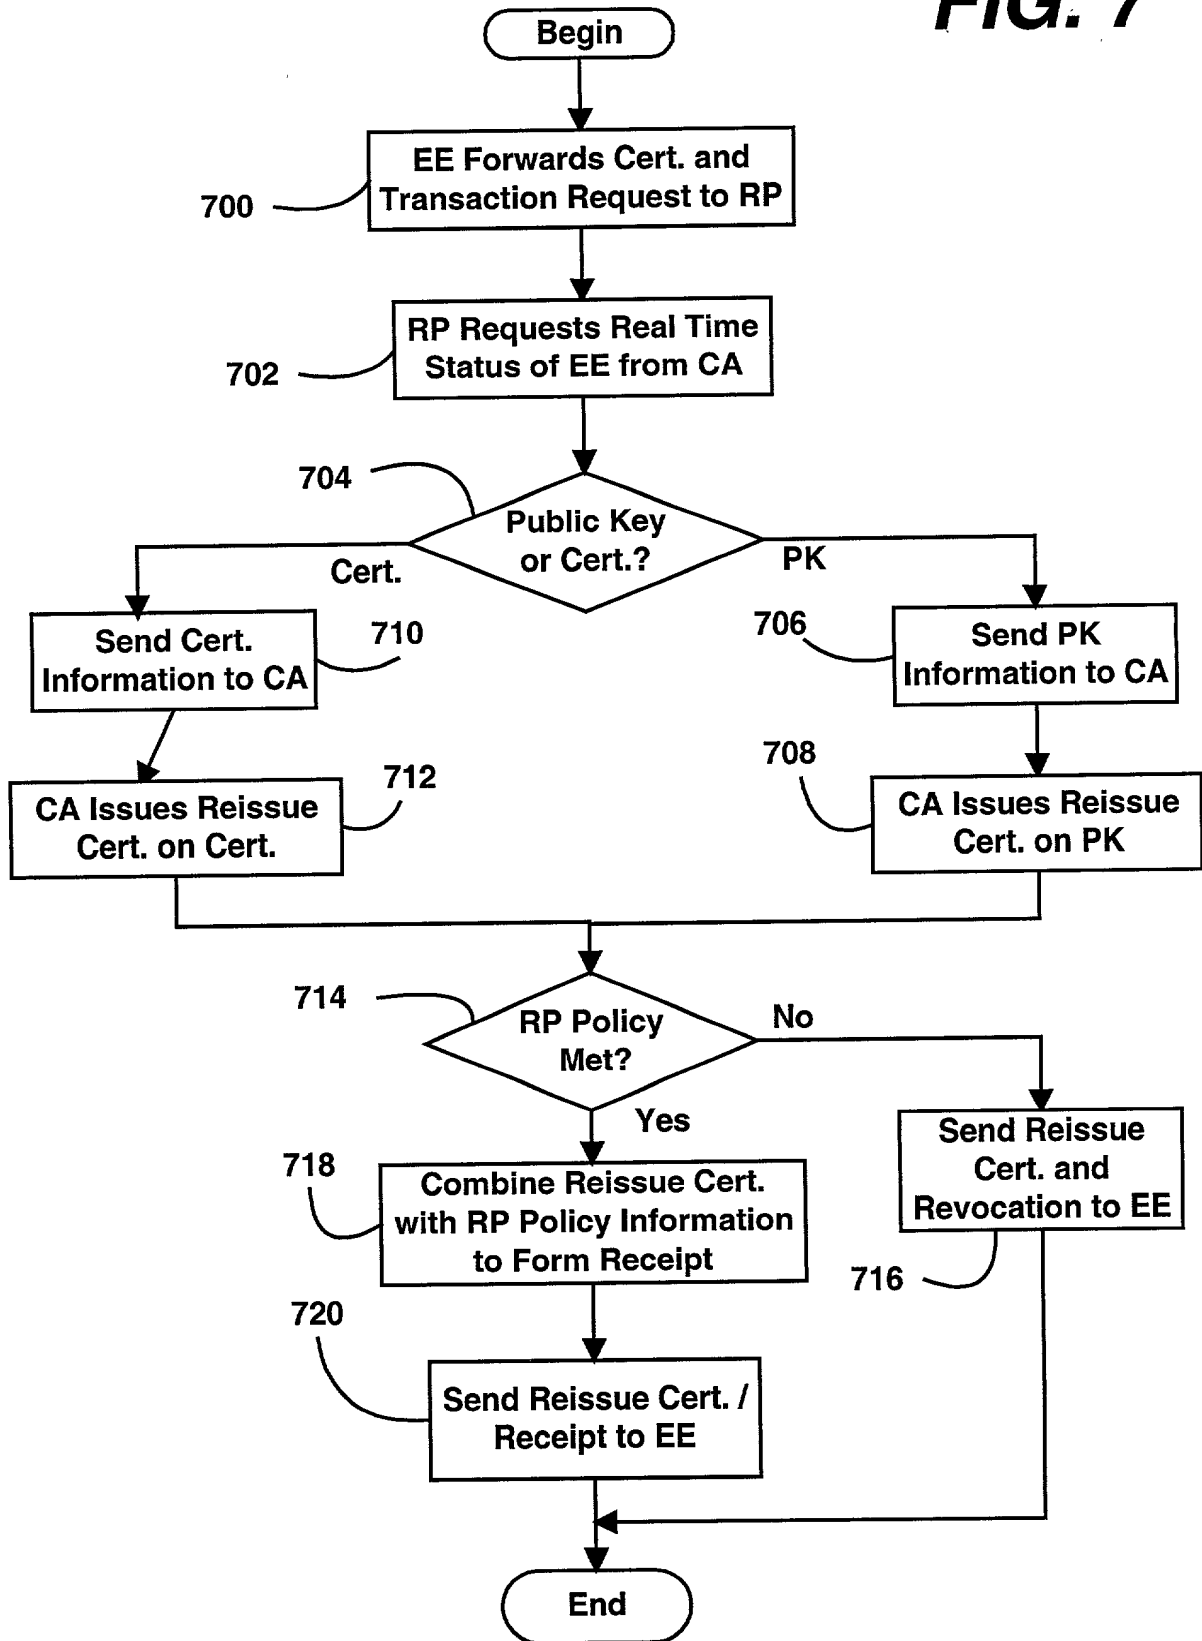 FIG. 7
Begin
EE Forwards Cert. and
Transaction Request to RP
700
RP Requests Real Time
Status of EE from CA
702
704
Public Key
or Cert.?
Cert.
PK
Send Cert.
Information to CA
710
706
Send PK
Information to CA
CA Issues Reissue
Cert. on Cert.
712
708
CA Issues Reissue
Cert. on PK
714
RP Policy
Met?
No
Yes
718
Combine Reissue Cert.
with RP Policy Information
to Form Receipt
Send Reissue
Cert. and
Revocation to EE
716
720
Send Reissue Cert. /
Receipt to EE
End